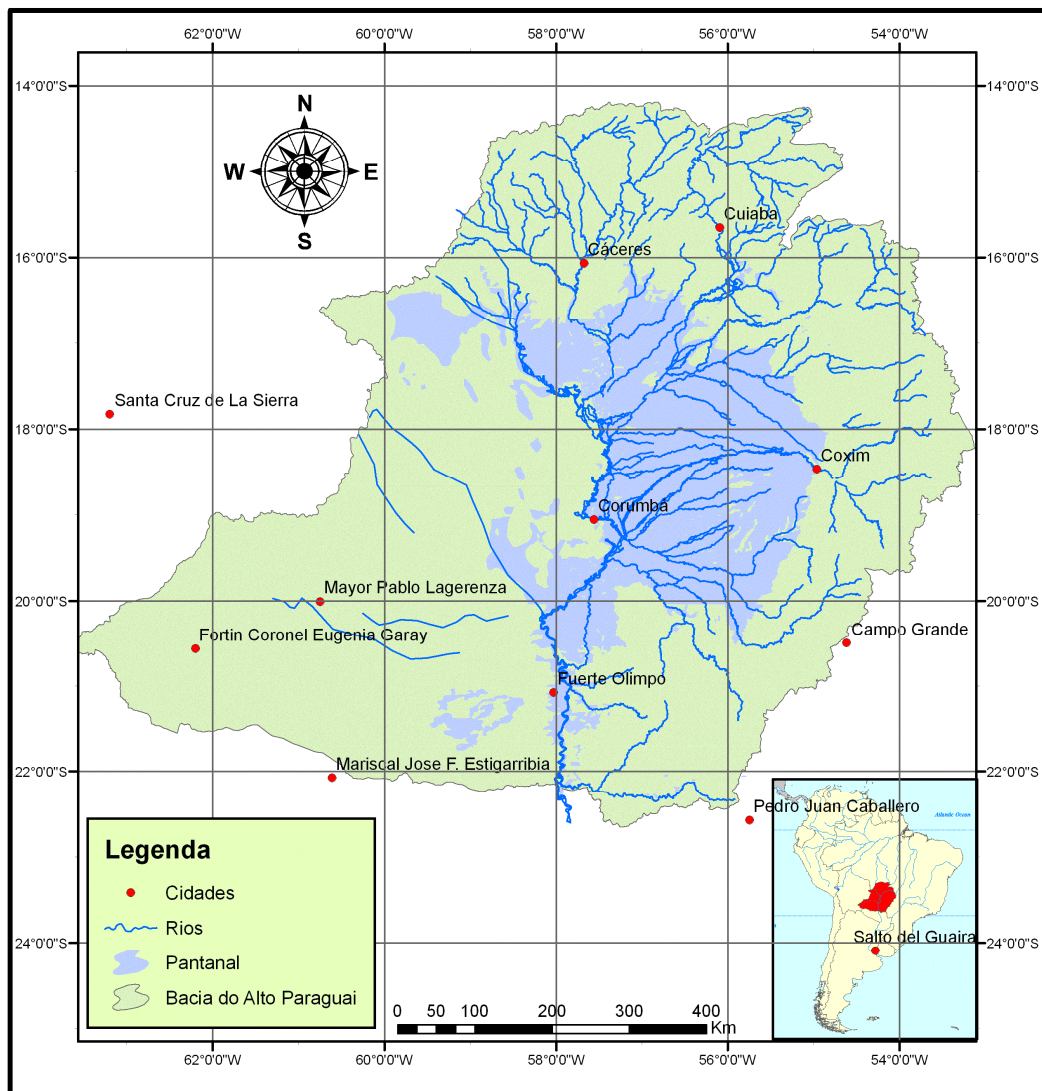 62°0'0"W 60°0'0"W 58°0'0"W 56°0'0"W 54°0'0"W
14°0'0"S 14°0'0"S
N
W E
S
Cuiaba
Cáceres
16°0'0"S 16°0'0"S
Santa Cruz de La Sierra
18°0'0"S 18°0'0"S
Coxim
Corumbá
Mayor Pablo Lagerenza
20°0'0"S 20°0'0"S
Fortin Coronel Eugenia Garay
Campo Grande
Fuerte Olimpo
Mariscal Jose F. Estigarribia
22°0'0"S 22°0'0"S
Pedro Juan Caballero
Atlantic Ocean
Legenda
Cidades
Rios
Pantanal
Bacia do Alto Paraguai
Salto del Guaira
24°0'0"S 24°0'0"S
0 50 100 200 300 400
Km
62°0'0"W 60°0'0"W 58°0'0"W 56°0'0"W 54°0'0"W